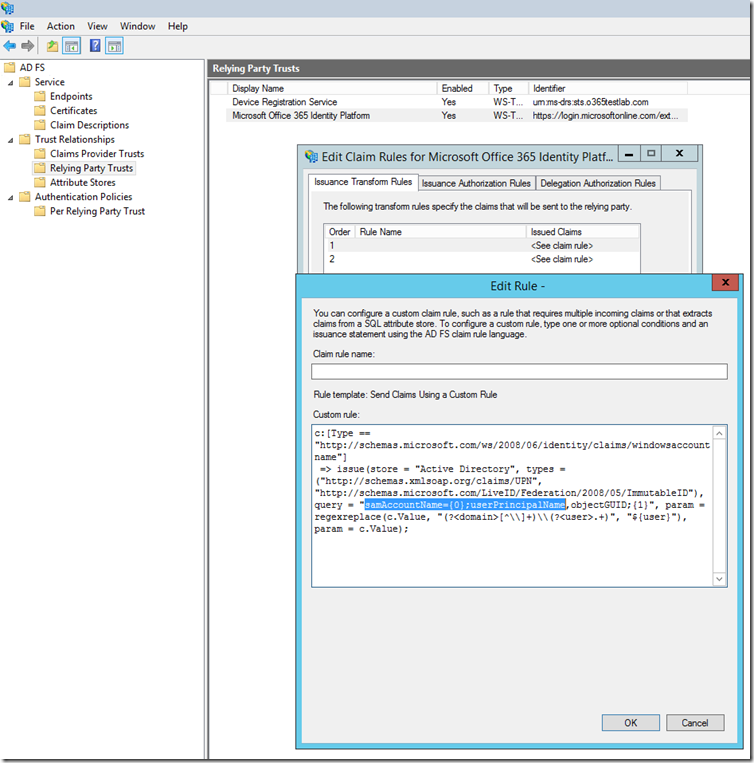 File Action View Window Help
AD FS
Service
Endpoints
Certificates
Claim Descriptions
Trust Relationships
Claims Provider Trusts
Relying Party Trusts
Attribute Stores
Authentication Policies
Per Relying Party Trust
Relying Party Trusts
Display Name Enabled Type Identifier
Device Registration Service Yes WS-T... urn:ms-drs:sts.o365testlab.com
Microsoft Office 365 Identity Platform Yes WS-T... https://login.microsoftonline.com/ext...
Edit Claim Rules for Microsoft Office 365 Identity Platf...
Issuance Transform Rules Issuance Authorization Rules Delegation Authorization Rules
The following transform rules specify the claims that will be sent to the relying party.
Order Rule Name Issued Claims
1 <See claim rule>
2 <See claim rule>
Edit Rule -
You can configure a custom claim rule, such as a rule that requires multiple incoming claims or that extracts
claims from a SQL attribute store. To configure a custom rule, type one or more optional conditions and an
issuance statement using the AD FS claim rule language.
Claim rule name:
Rule template: Send Claims Using a Custom Rule
Custom rule:
c:[Type ==
"http://schemas.microsoft.com/ws/2008/06/identity/claims/windowsaccount
name"]
=> issue(store = "Active Directory", types =
("http://schemas.xmlsoap.org/claims/UPN",
"http://schemas.microsoft.com/LiveID/Federation/2008/05/ImmutableID"),
query = "samAccountName={0};userPrincipalName,objectGUID;{1}", param =
regexreplace(c.Value, "(?<domain>[^\\]+)\\(?<user>.+)", "${user}"),
param = c.Value);
OK Cancel